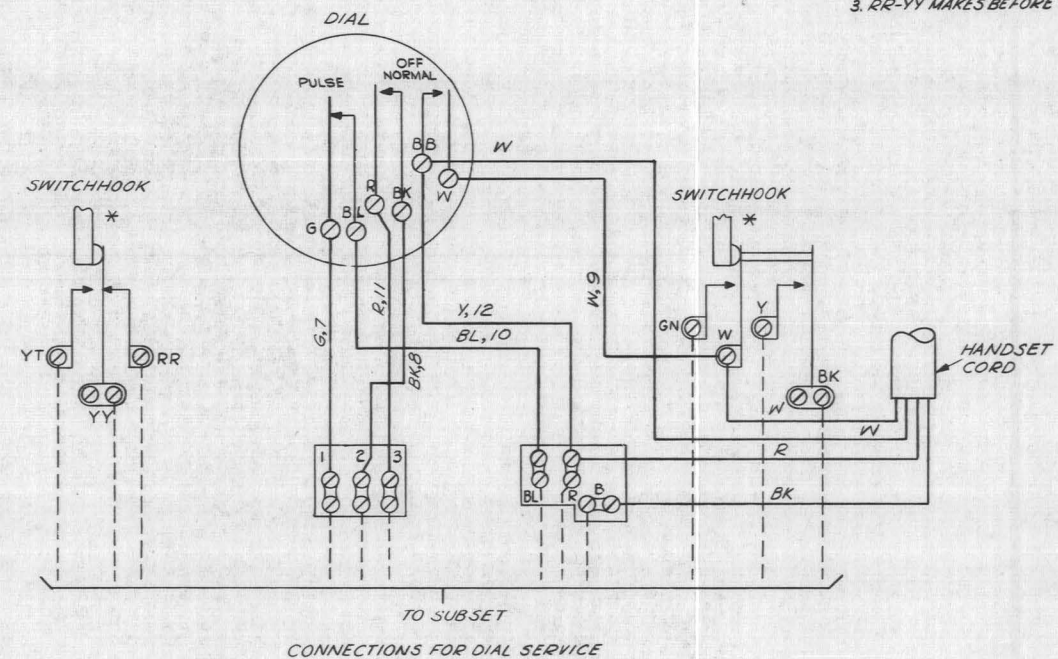 3. RR-YY MAKES BEFORE
DIAL
OFF
NORMAL
PULSE
BB
W
W
R
BK
BL
G
SWITCHHOOK
*
SWITCHHOOK
*
G,7
R,11
BK,8
Y,12
BL,10
W,9
YT
RR
YY
GN
W
Y
BK
W
HANDSET
CORD
W
R
BK
1 2 3
BL R B
TO SUBSET
CONNECTIONS FOR DIAL SERVICE